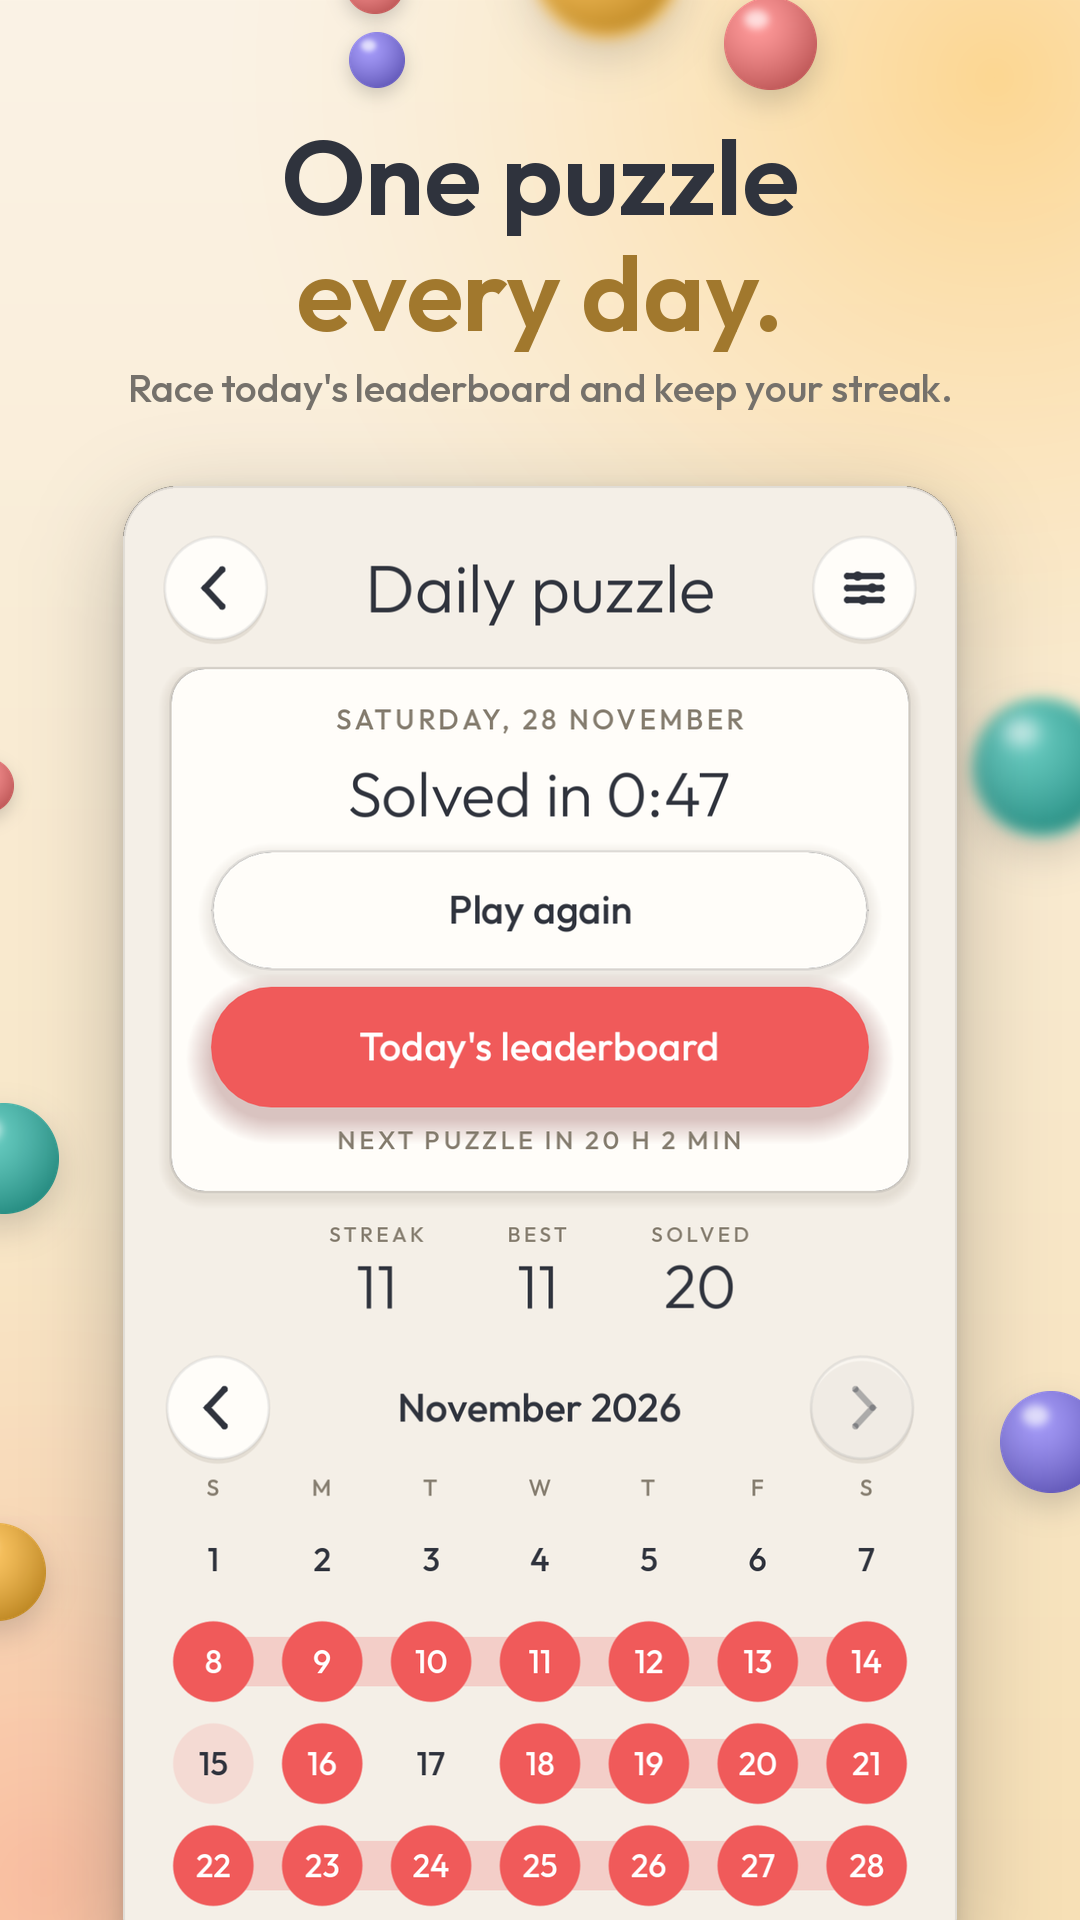 One puzzle
every day.
Race today's leaderboard and keep your streak.
Daily puzzle
SATURDAY, 28 NOVEMBER
Solved in 0:47
Play again
Today's leaderboard
NEXT PUZZLE IN 20 H 2 MIN
STREAK BEST SOLVED
11 11 20
November 2026
S M T W T F S
1 2 3 4 5 6 7
8 9 10 11 12 13 14
15 16 17 18 19 20 21
22 23 24 25 26 27 28